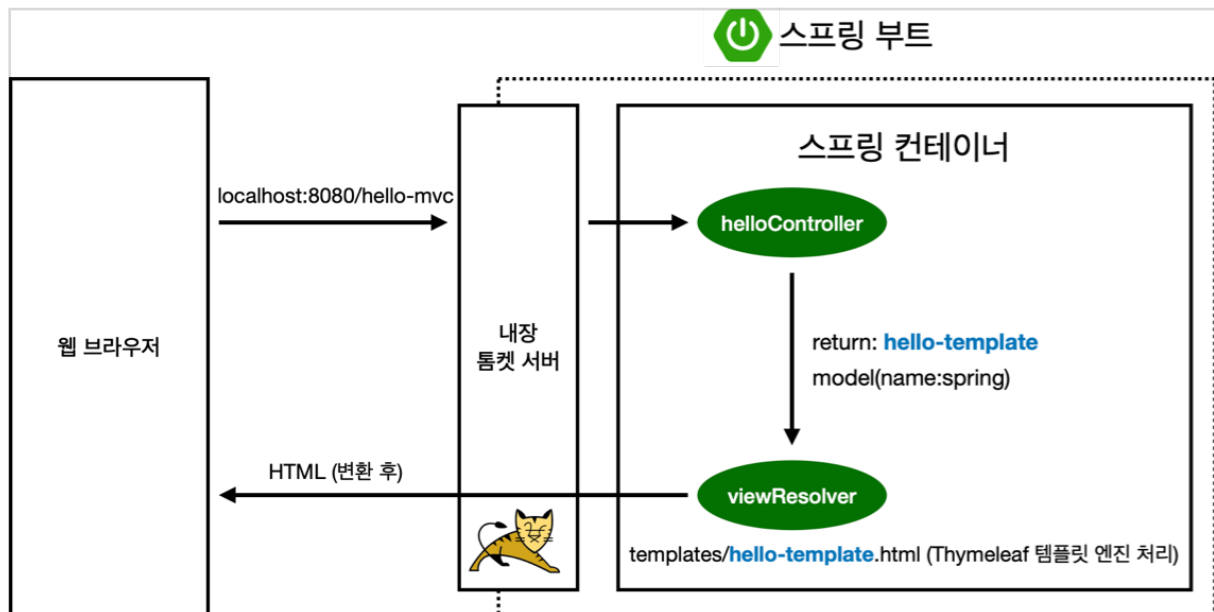 스프링 부트
스프링 컨테이너
localhost:8080/hello-mvc
helloController
웹 브라우저
내장
톰켓 서버
return: hello-template
model(name:spring)
HTML (변환 후)
viewResolver
templates/hello-template.html (Thymeleaf 템플릿 엔진 처리)